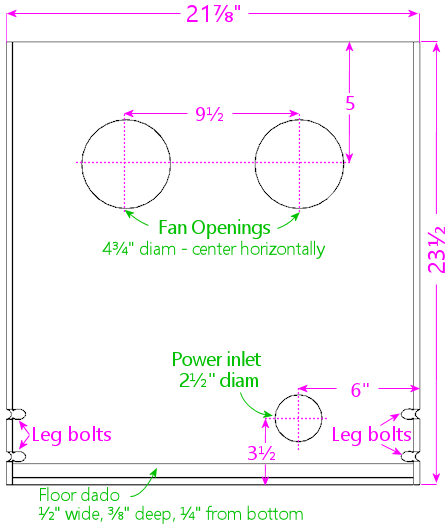 21⅞"
5
9½
Fan Openings
4¾" diam - center horizontally
23½
Power inlet
2½" diam
6"
Leg bolts
Leg bolts
3½
Floor dado
½" wide, ⅜" deep, ¼" from bottom